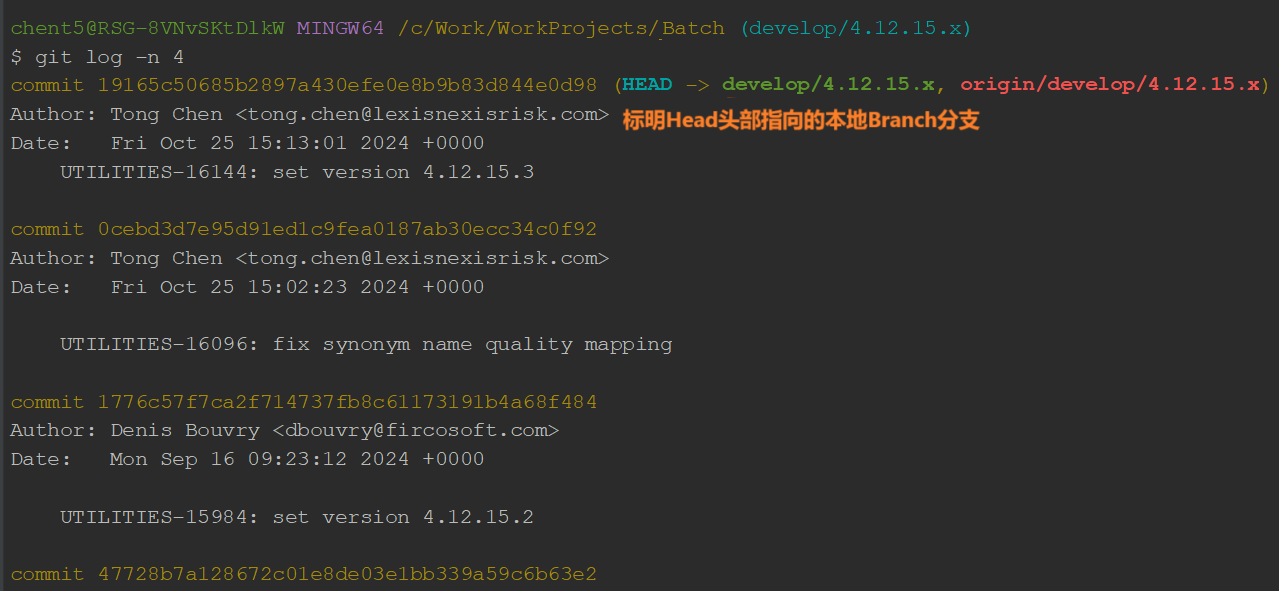 chent5@RSG-8VNvSKtDlkW MINGW64 /c/Work/WorkProjects/Batch (develop/4.12.15.x)
$ git log -n 4
commit 19165c50685b2897a430efe0e8b9b83d844e0d98 (HEAD -> develop/4.12.15.x, origin/develop/4.12.15.x)
Author: Tong Chen <tong.chen@lexisnexisrisk.com> 标明Head头部指向的本地Branch分支
Date:   Fri Oct 25 15:13:01 2024 +0000
    UTILITIES-16144: set version 4.12.15.3
commit 0cebd3d7e95d91ed1c9fea0187ab30ecc34c0f92
Author: Tong Chen <tong.chen@lexisnexisrisk.com>
Date:   Fri Oct 25 15:02:23 2024 +0000
    UTILITIES-16096: fix synonym name quality mapping
commit 1776c57f7ca2f714737fb8c61173191b4a68f484
Author: Denis Bouvry <dbouvry@fircosoft.com>
Date:   Mon Sep 16 09:23:12 2024 +0000
    UTILITIES-15984: set version 4.12.15.2
commit 47728b7a128672c01e8de03e1bb339a59c6b63e2